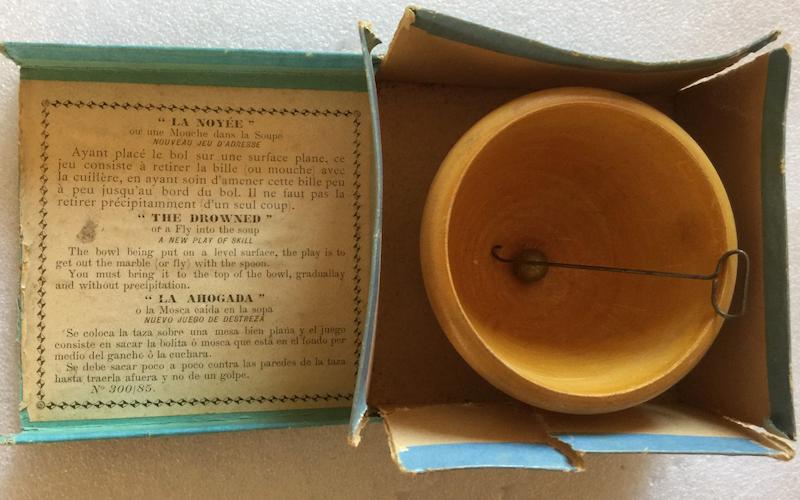 “ LA NOYÉE ”
ou une Mouche dans la Soupe
NOUVEAU JEU D'ADRESSE
Ayant placé le bol sur une surface plane, ce
jeu consiste à retirer la bille (ou mouche) avec
la cuillère, en ayant soin d'amener cette bille peu
à peu jusqu'au bord du bol. Il ne faut pas la
retirer précipitamment (d'un seul coup).
“ THE DROWNED ”
or a Fly into the soup
A NEW PLAY OF SKILL
The bowl being put on a level surface, the play is to
get out the marble (or fly) with the spoon.
You must bring it to the top of the bowl, graduallay
and without precipitation.
“ LA AHOGADA ”
o la Mosca caida en la sopa
NUEVO JUEGO DE DESTREZA
Se coloca la taza sobre una mesa bien plana y el juego
consiste en sacar la bolita ó mosca que está en el fondo per
medio del gancho ó la cuchara.
Se debe sacar poco a poco contra las paredes de la taza
hasta traerla afuera y no de un golpe.
N° 300/85.